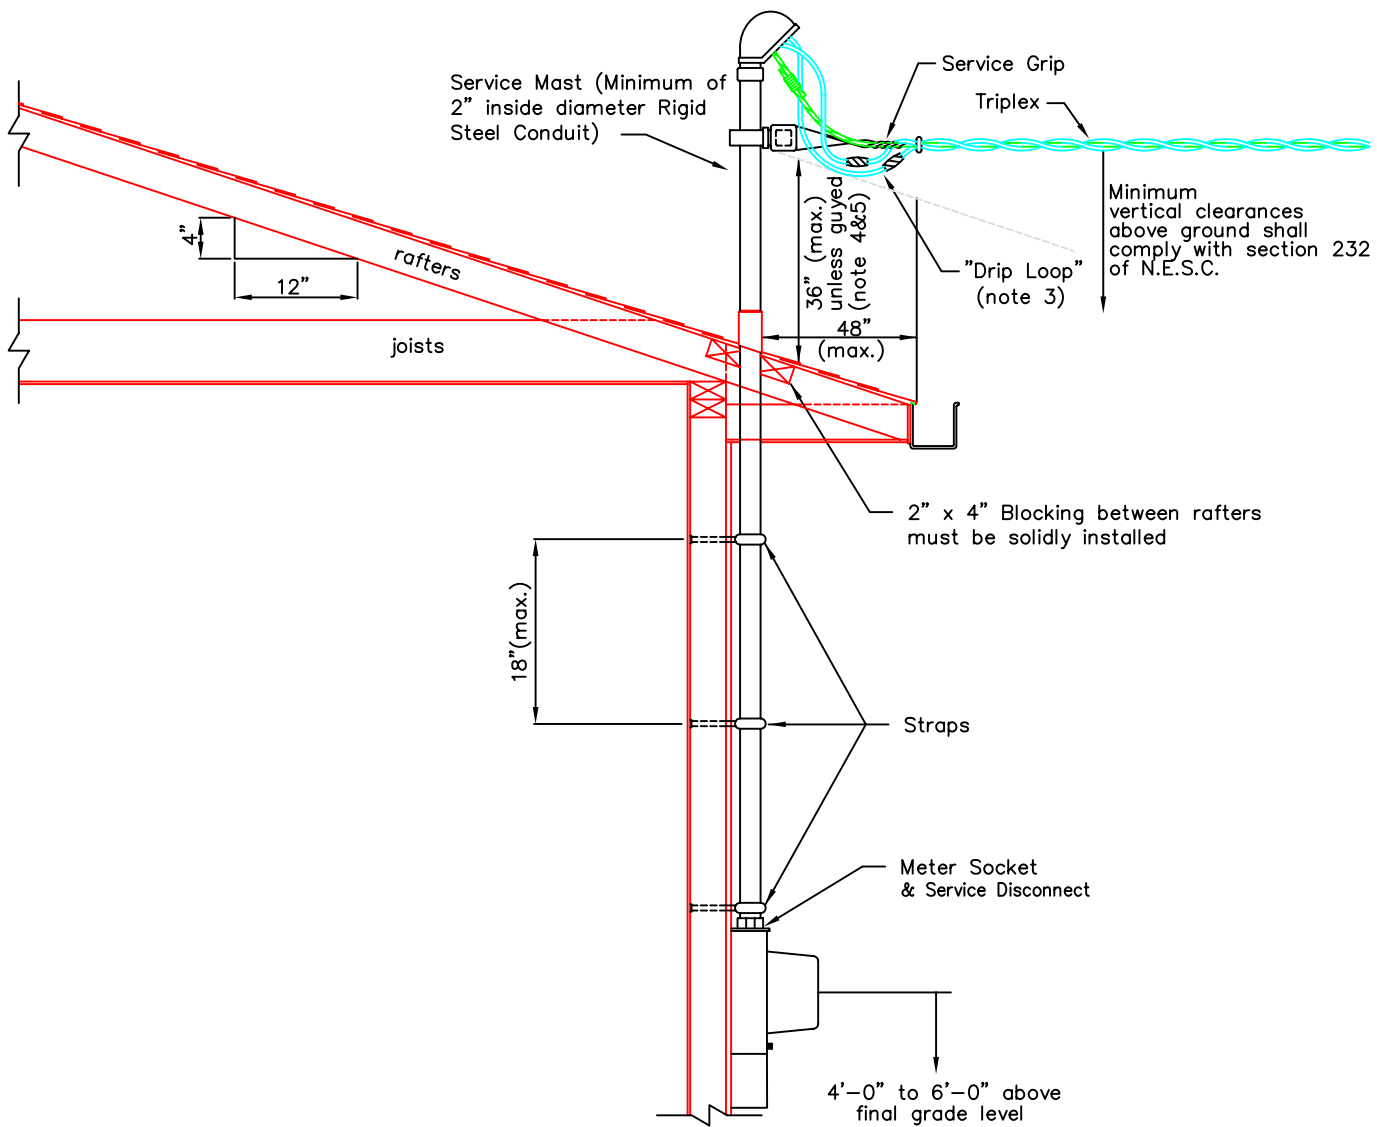 Service Mast (Minimum of
2” inside diameter Rigid
Steel Conduit)
Service Grip
Triplex
Minimum
vertical clearances
above ground shall
comply with section 232
of N.E.S.C.
"Drip Loop"
(note 3)
36” (max.)
unless guyed
(note 4&5)
48”
(max.)
4”
12”
rafters
joists
2” x 4” Blocking between rafters
must be solidly installed
18”(max.)
Straps
Meter Socket
& Service Disconnect
4’-0” to 6’-0” above
final grade level